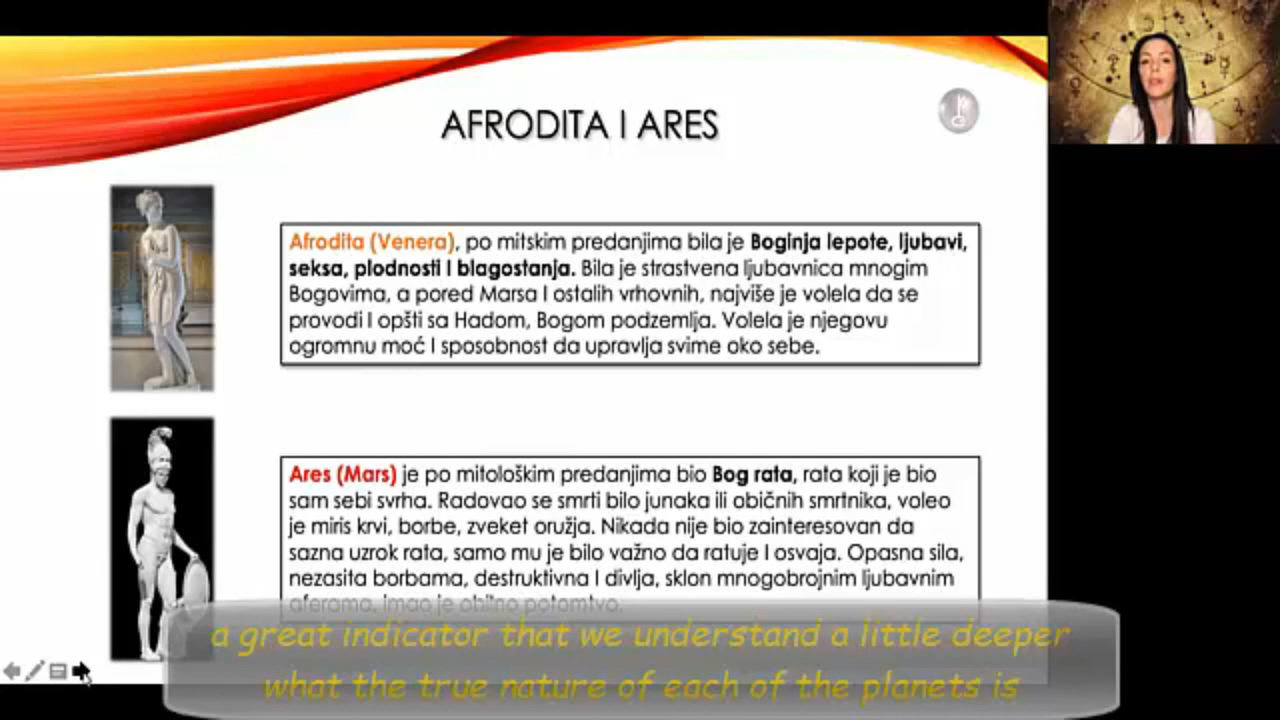 AFRODITA I ARES
Afrodita (Venera), po mitskim predanjima bila je Boginja lepote, ljubavi,
seksa, plodnosti I blagostanja. Bila je strastvena ljubavnica mnogim
Bogovima, a pored Marsa I ostalih vrhovnih, najviše je volela da se
provodi I opšti sa Hadom, Bogom podzemlja. Volela je njegovu
ogromnu moć I sposobnost da upravlja svime oko sebe.
Ares (Mars) je po mitološkim predanjima bio Bog rata, rata koji je bio
sam sebi svrha. Radovao se smrti bilo junaka ili običnih smrtnika, voleo
je miris krvi, borbe, zveket oružja. Nikada nije bio zainteresovan da
sazna uzrok rata, samo mu je bilo važno da ratuje I osvaja. Opasna sila,
nezasita borbama, destruktivna I divlja, sklon mnogobrojnim ljubavnim
aferama, imao je obilno potomtvo.
a great indicator that we understand a little deeper
what the true nature of each of the planets is